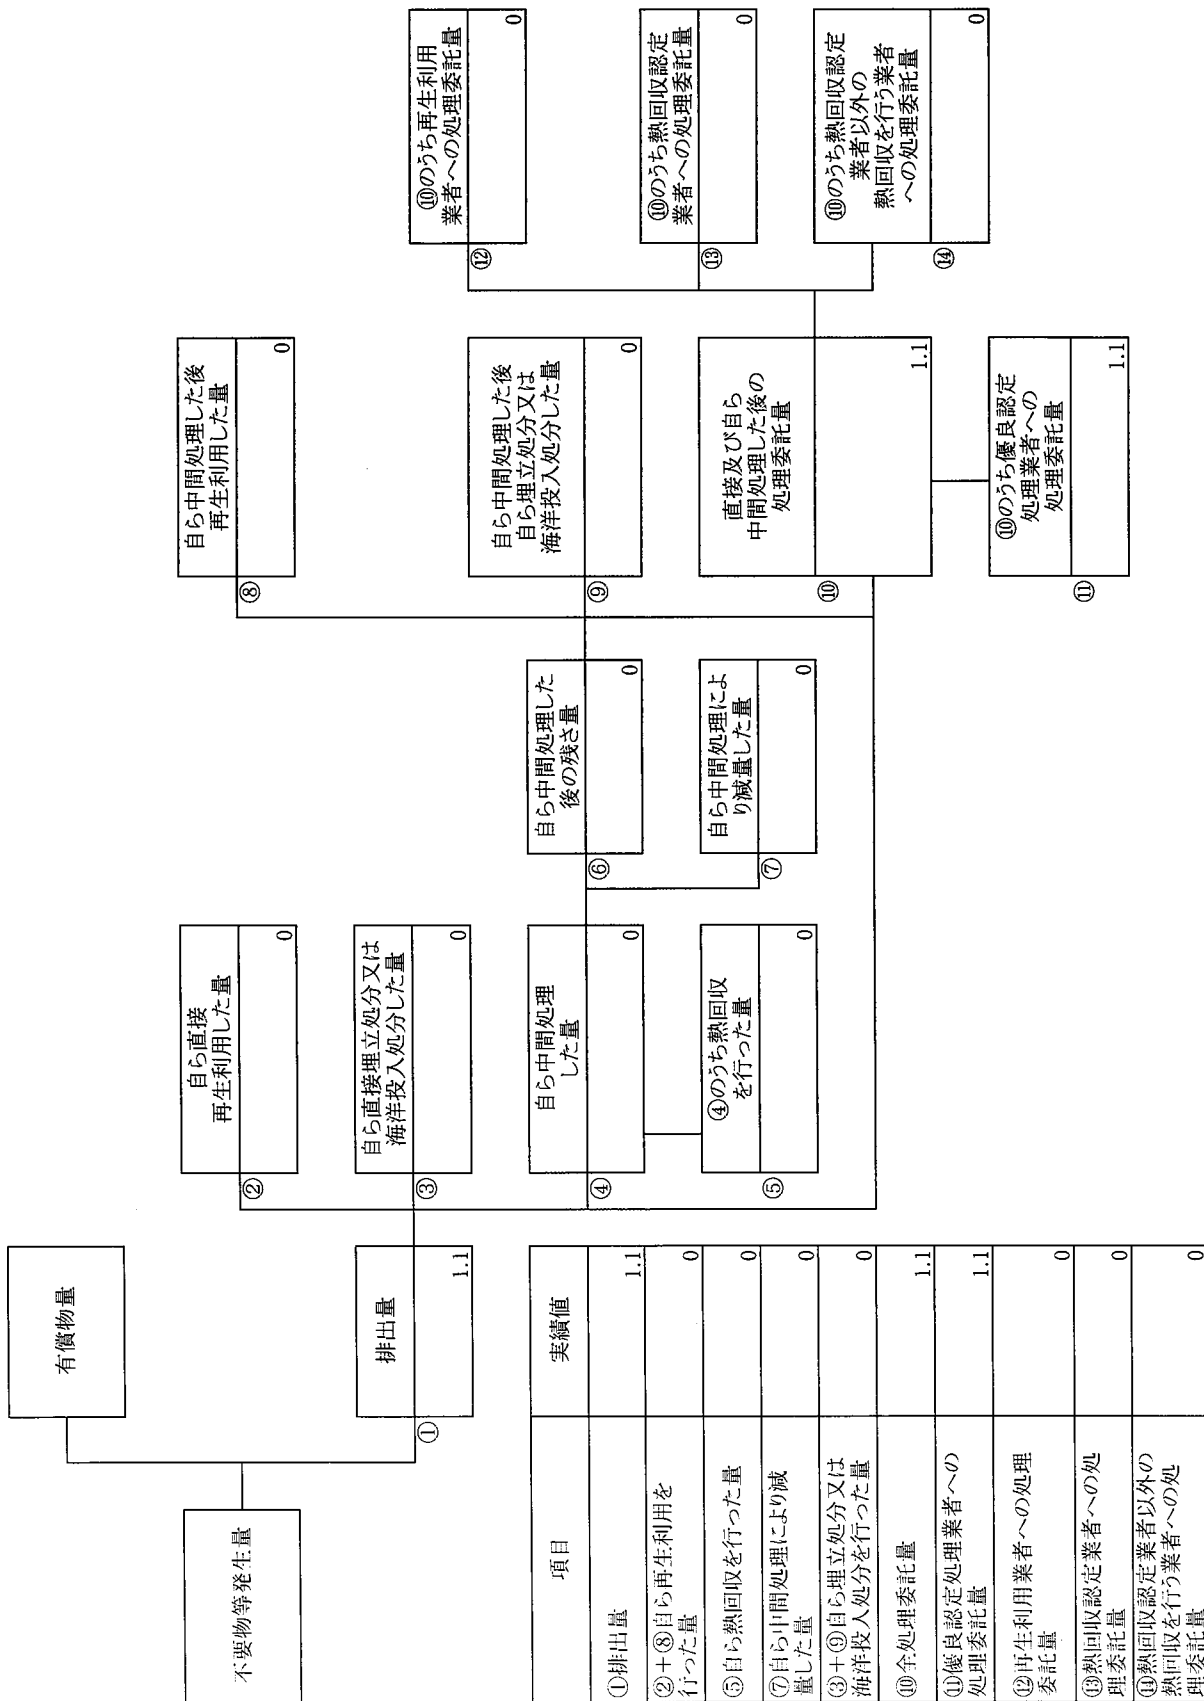 不要物等発生量
有償物量
①
排出量
1.1
②
自ら直接
再生利用した量
0
③
自ら直接埋立処分又は
海洋投入処分した量
0
④
自ら中間処理
した量
0
⑤
④のうち熱回収
を行った量
0
⑥
自ら中間処理した
後の残さ量
0
⑦
自ら中間処理によ
り減量した量
0
⑧
自ら中間処理した後
再生利用した量
0
⑨
自ら中間処理した後
自ら埋立処分又は
海洋投入処分した量
0
⑩
直接及び自ら
中間処理した後の
処理委託量
1.1
⑪
⑩のうち優良認定
処理業者への
処理委託量
1.1
⑫
⑩のうち再生利用
業者への処理委託量
0
⑬
⑩のうち熱回収認定
業者への処理委託量
0
⑭
⑩のうち熱回収認定
業者以外の
熱回収を行う業者
への処理委託量
0
項目 実績値
①排出量 1.1
②+⑧自ら再生利用を
行った量 0
⑤自ら熱回収を行った量 0
⑦自ら中間処理により減
量した量 0
③+⑨自ら埋立処分又は
海洋投入処分を行った量 0
⑩全処理委託量 1.1
⑪優良認定処理業者への
処理委託量 1.1
⑫再生利用業者への処理
委託量 0
⑬熱回収認定業者への処
理委託量 0
⑭熱回収認定業者以外の
熱回収を行う業者への処
理委託量 0